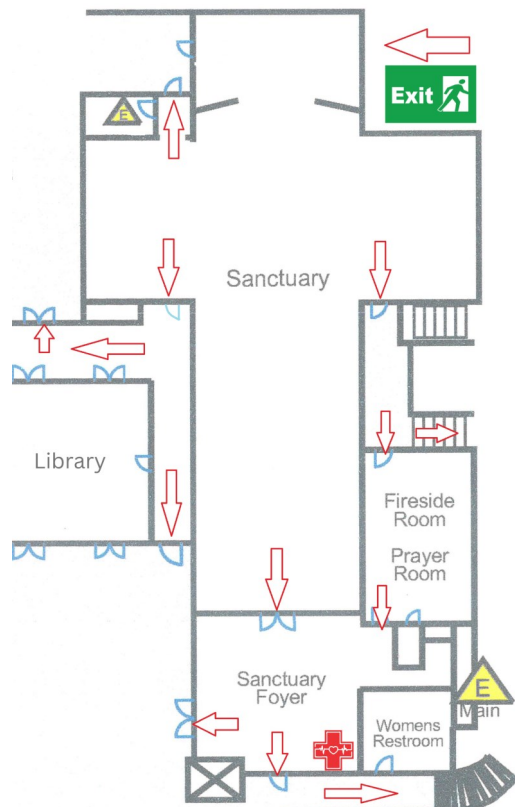 Exit
E
Sanctuary
Library
Fireside
Room
Prayer
Room
Sanctuary
Foyer
E
Main
Womens
Restroom